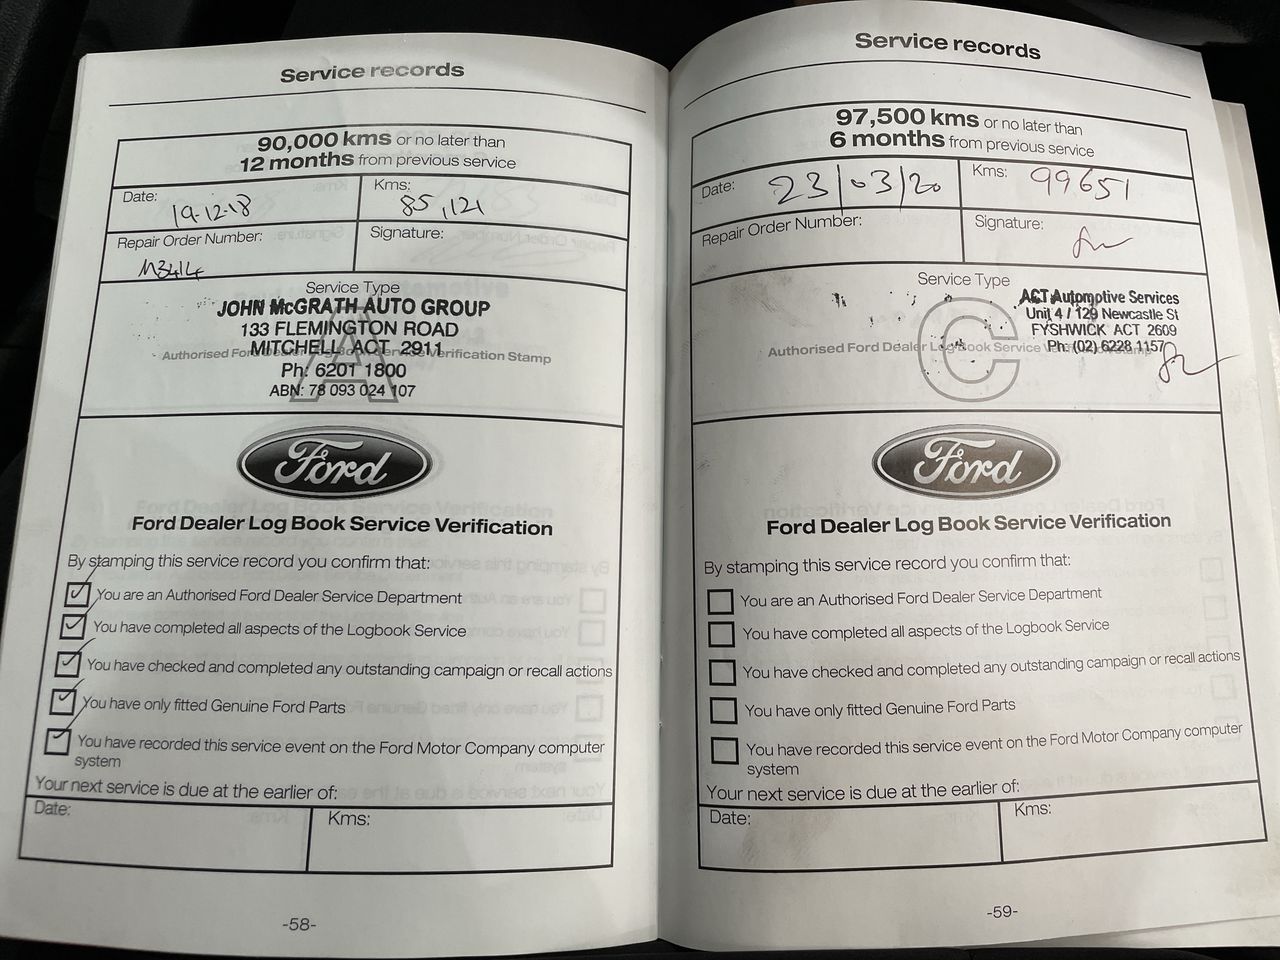 Service records
90,000 kms or no later than
12 months from previous service
Date: 19.12.18
Kms: 85,121
Repair Order Number: M3414
Signature:
Service Type
A
Authorised Ford Dealer Log Book Service Verification Stamp
JOHN McGRATH AUTO GROUP
133 FLEMINGTON ROAD
MITCHELL ACT 2911
Ph: 6201 1800
ABN: 78 093 024 107
Ford
Ford Dealer Log Book Service Verification
By stamping this service record you confirm that:
You are an Authorised Ford Dealer Service Department
You have completed all aspects of the Logbook Service
You have checked and completed any outstanding campaign or recall actions
You have only fitted Genuine Ford Parts
You have recorded this service event on the Ford Motor Company computer
system
Your next service is due at the earlier of:
Date:
Kms:
-58-
Service records
97,500 kms or no later than
6 months from previous service
Date: 23/03/20
Kms: 99651
Repair Order Number:
Signature:
Service Type
C
Authorised Ford Dealer Log Book Service Verification Stamp
ACT Automotive Services
Unit 4 / 129 Newcastle St
FYSHWICK ACT 2609
Ph: (02) 6228 1157
Ford
Ford Dealer Log Book Service Verification
By stamping this service record you confirm that:
You are an Authorised Ford Dealer Service Department
You have completed all aspects of the Logbook Service
You have checked and completed any outstanding campaign or recall actions
You have only fitted Genuine Ford Parts
You have recorded this service event on the Ford Motor Company computer
system
Your next service is due at the earlier of:
Date:
Kms:
-59-